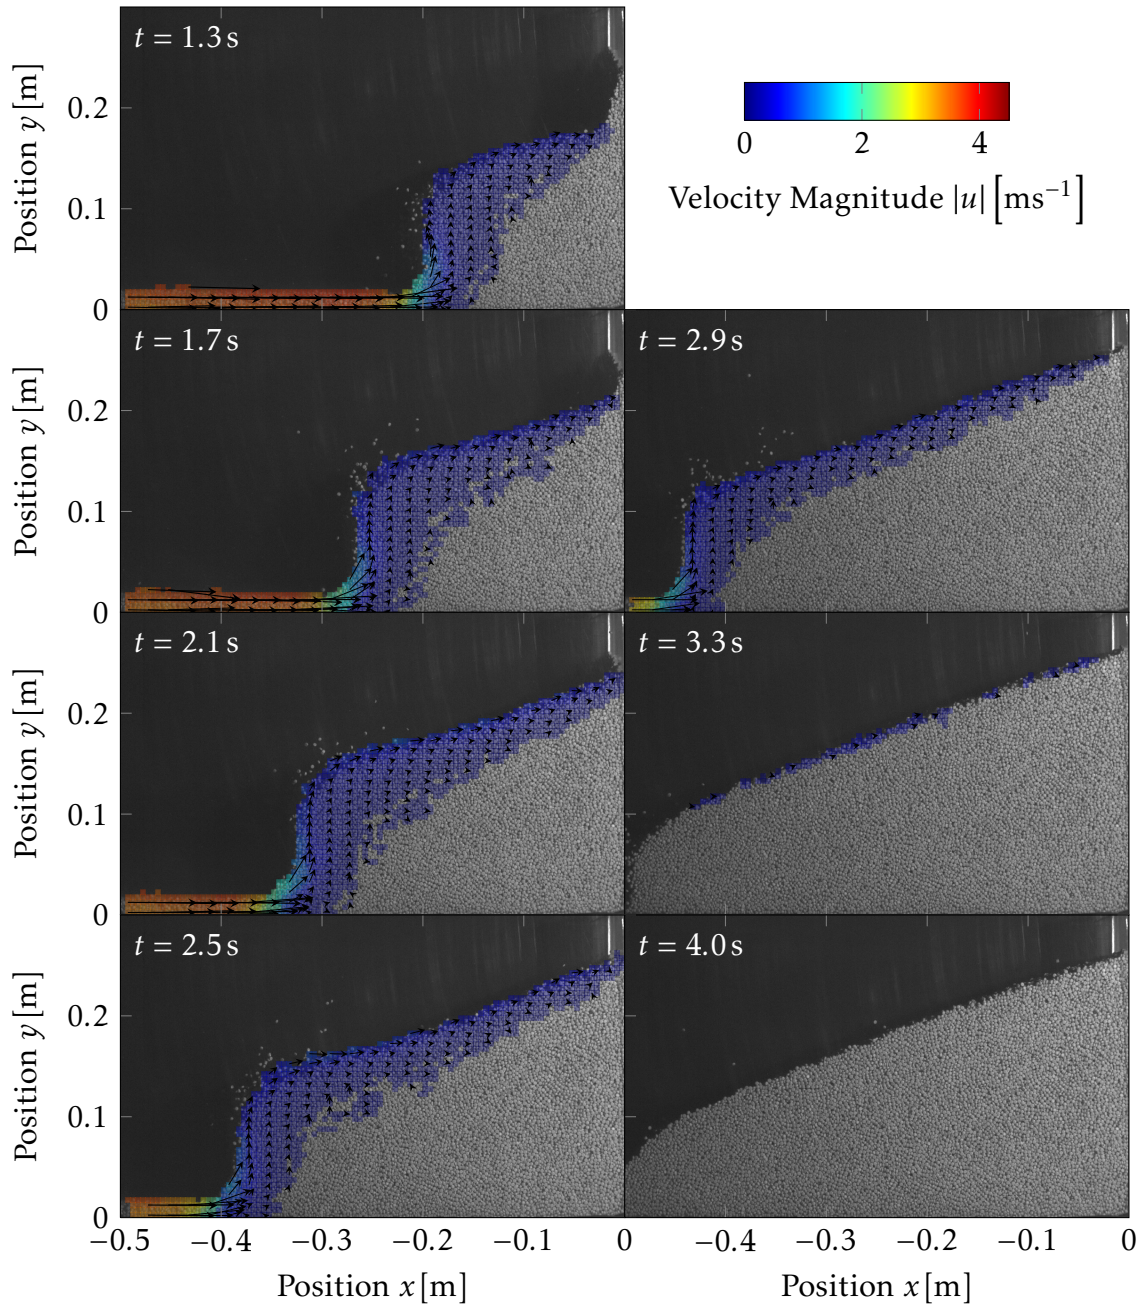 t = 1.3 s
Position y [m]
0.2
0.1
0
0 2 4
Velocity Magnitude |u| [ms⁻¹]
t = 1.7 s
Position y [m]
0.2
0.1
0
t = 2.9 s
t = 2.1 s
Position y [m]
0.2
0.1
0
t = 3.3 s
t = 2.5 s
Position y [m]
0.2
0.1
0
t = 4.0 s
−0.5 −0.4 −0.3 −0.2 −0.1 0
−0.4 −0.3 −0.2 −0.1 0
Position x [m]
Position x [m]